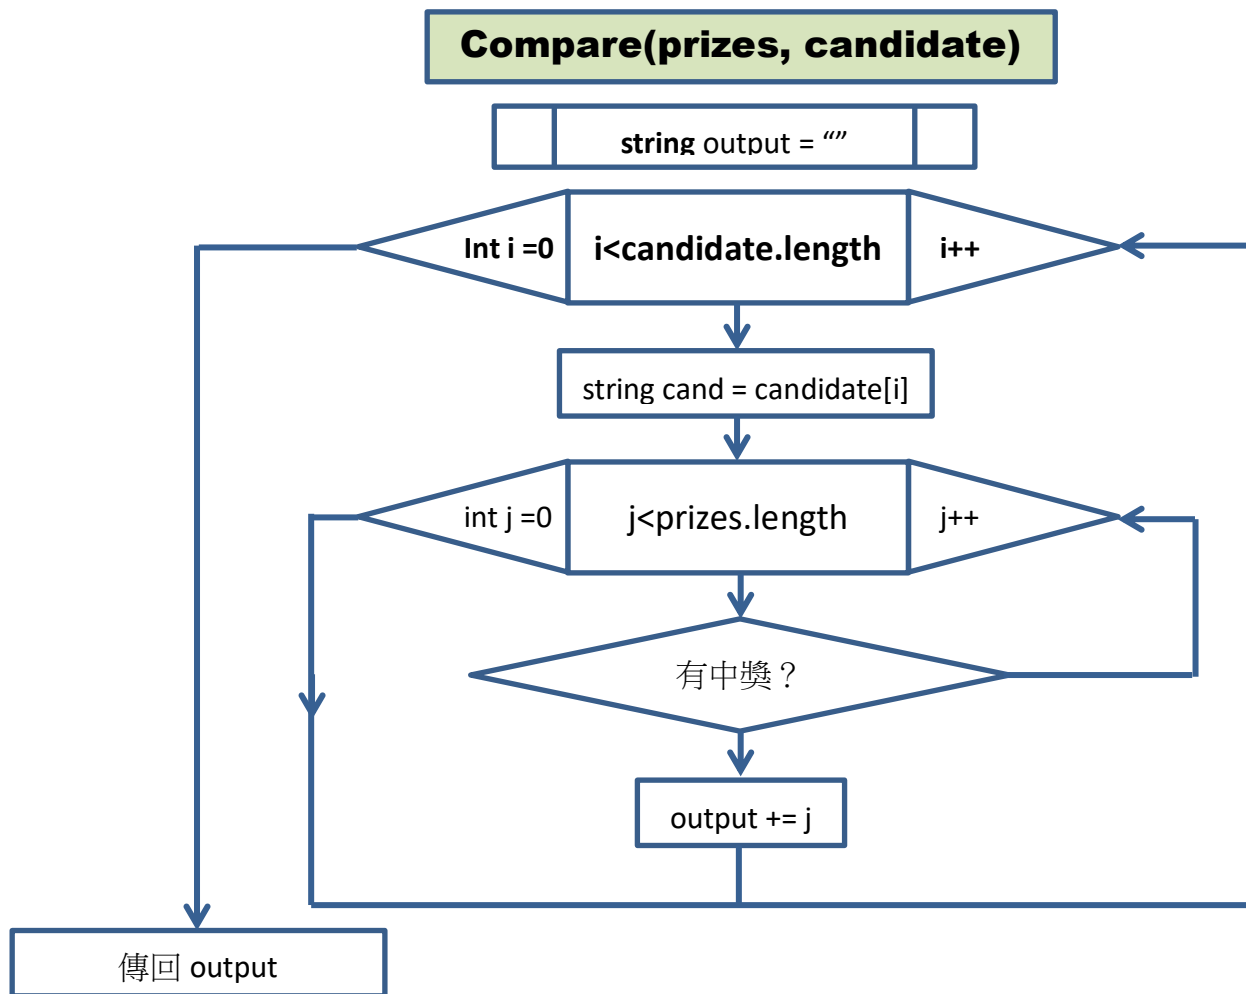 Compare(prizes, candidate)
string output = “”
Int i =0
i<candidate.length
i++
string cand = candidate[i]
int j =0
j<prizes.length
j++
有中獎？
output += j
傳回 output